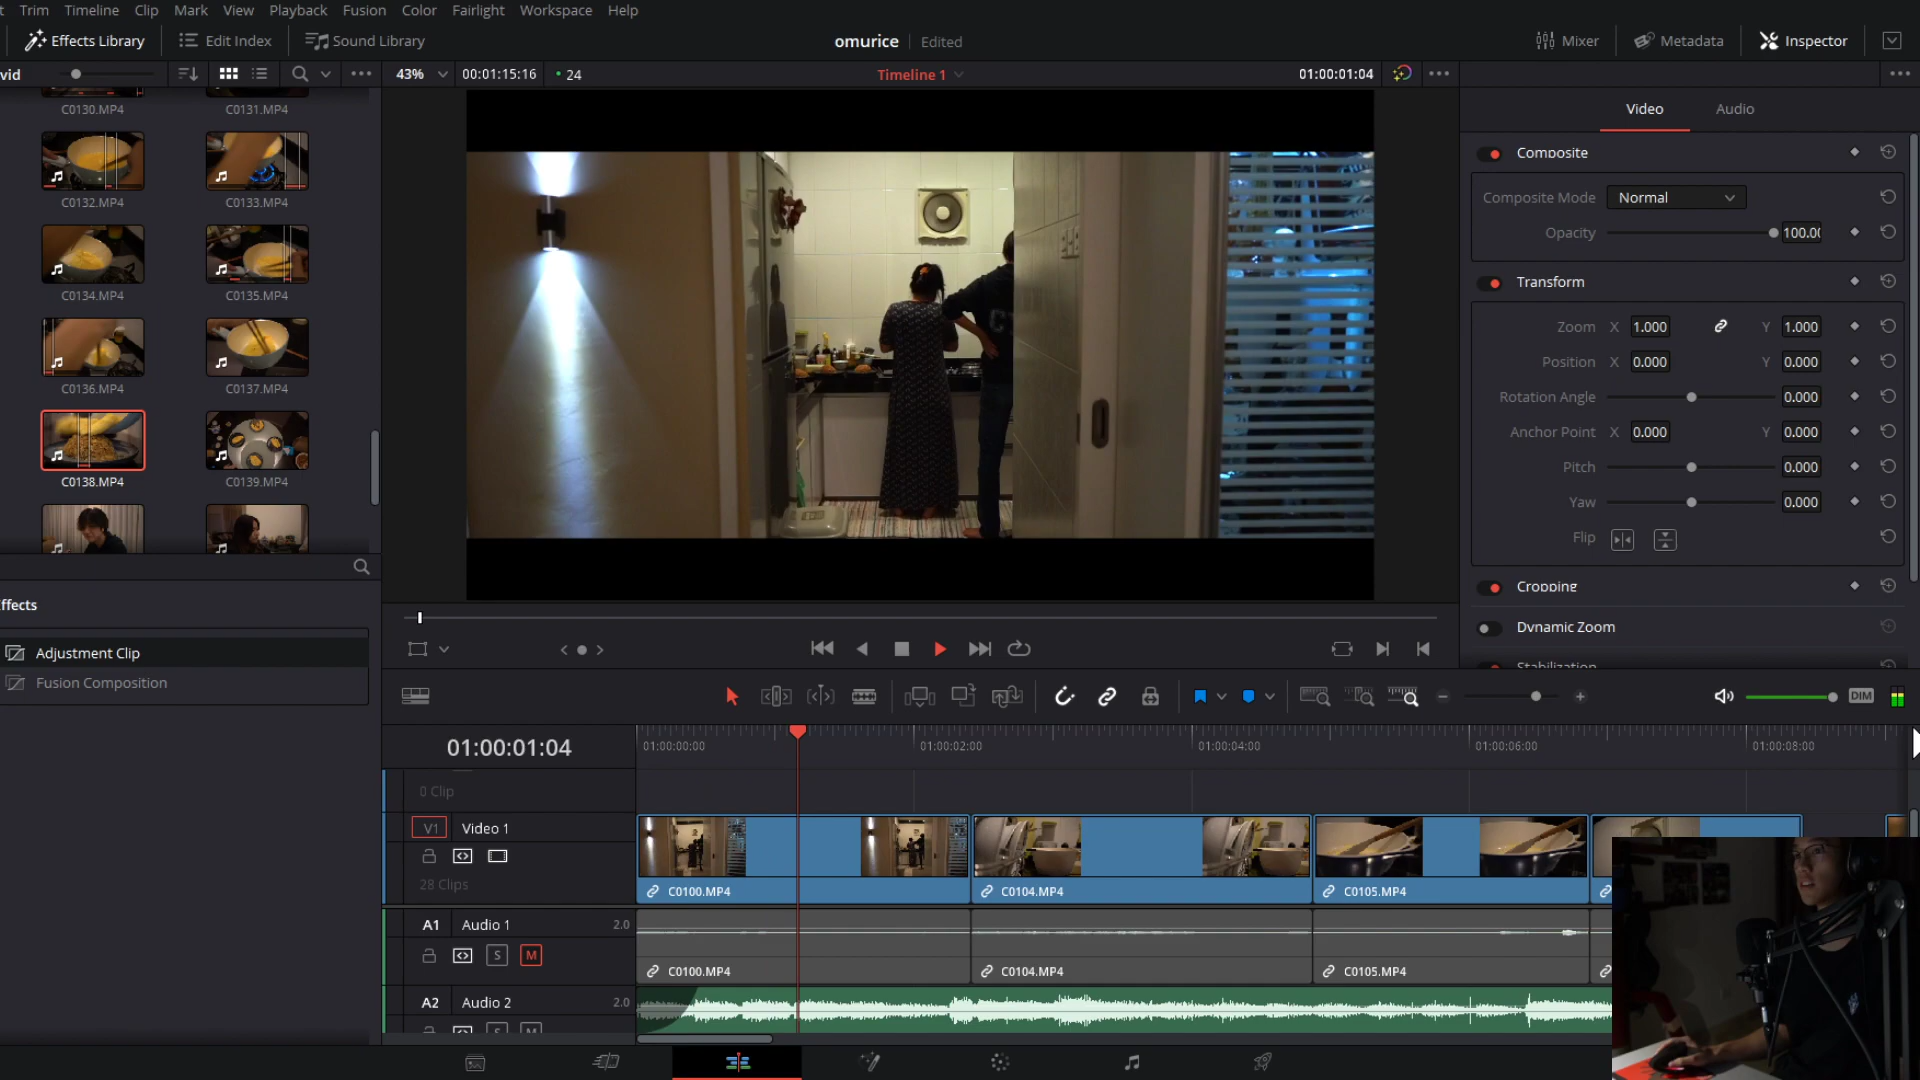 Trim Timeline Clip Mark View Playback Fusion Color Fairlight Workspace Help
Effects Library Edit Index Sound Library omurice Edited Mixer Metadata Inspector
vid 43% 00:01:15:16 24 Timeline 1 01:00:01:04
C0130.MP4 C0131.MP4
Video Audio
Composite
C0132.MP4 C0133.MP4
Composite Mode Normal
Opacity 100.0
Transform
C0134.MP4 C0135.MP4
Zoom X 1.000 Y 1.000
Position X 0.000 Y 0.000
C0136.MP4 C0137.MP4
Rotation Angle 0.000
Anchor Point X 0.000 Y 0.000
Pitch 0.000
C0138.MP4 C0139.MP4
Yaw 0.000
Flip
Cropping
ffects
Dynamic Zoom
Adjustment Clip
Stabilization
Fusion Composition
DIM
01:00:01:04
01:00:00:00 01:00:02:00 01:00:04:00 01:00:06:00 01:00:08:00
0 Clip
V1 Video 1
28 Clips
C0100.MP4 C0104.MP4 C0105.MP4
A1 Audio 1 2.0
S M
C0100.MP4 C0104.MP4 C0105.MP4
A2 Audio 2 2.0
S M